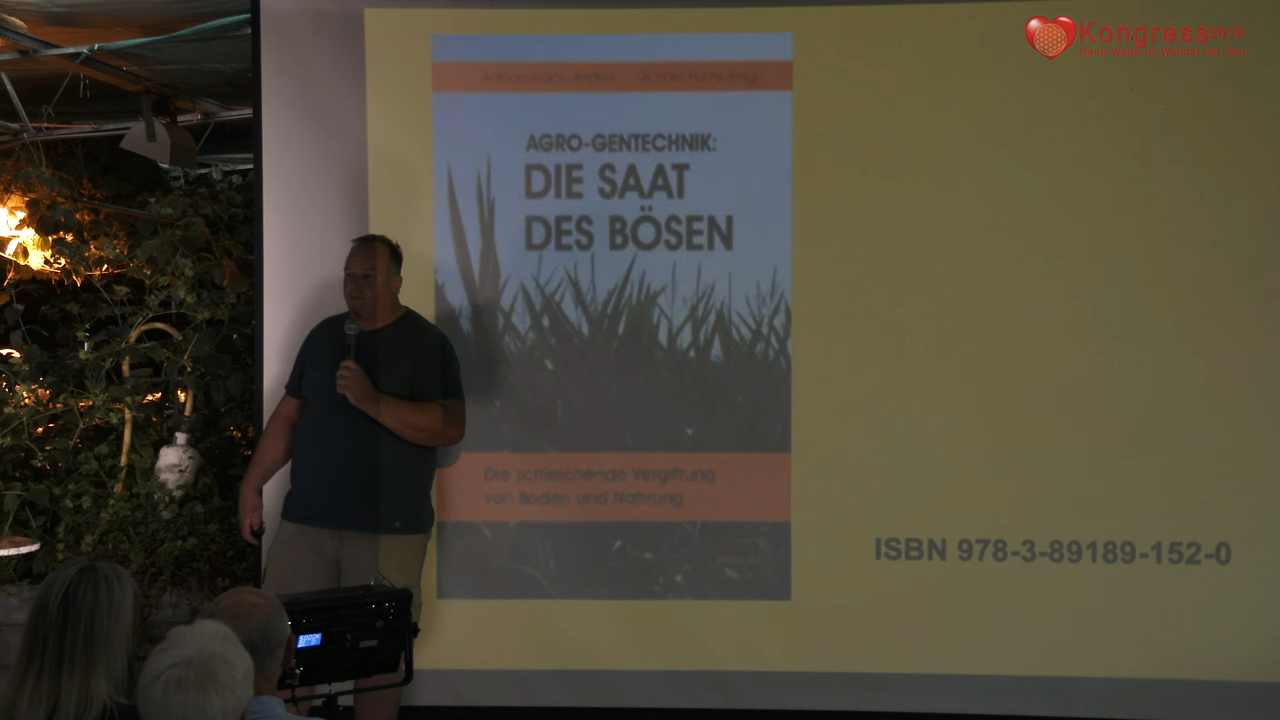 Kongress 2016
AGRO-GENTECHNIK:
DIE SAAT
DES BÖSEN
Die schleichende Vergiftung
von Böden und Nahrung
ISBN 978-3-89189-152-0